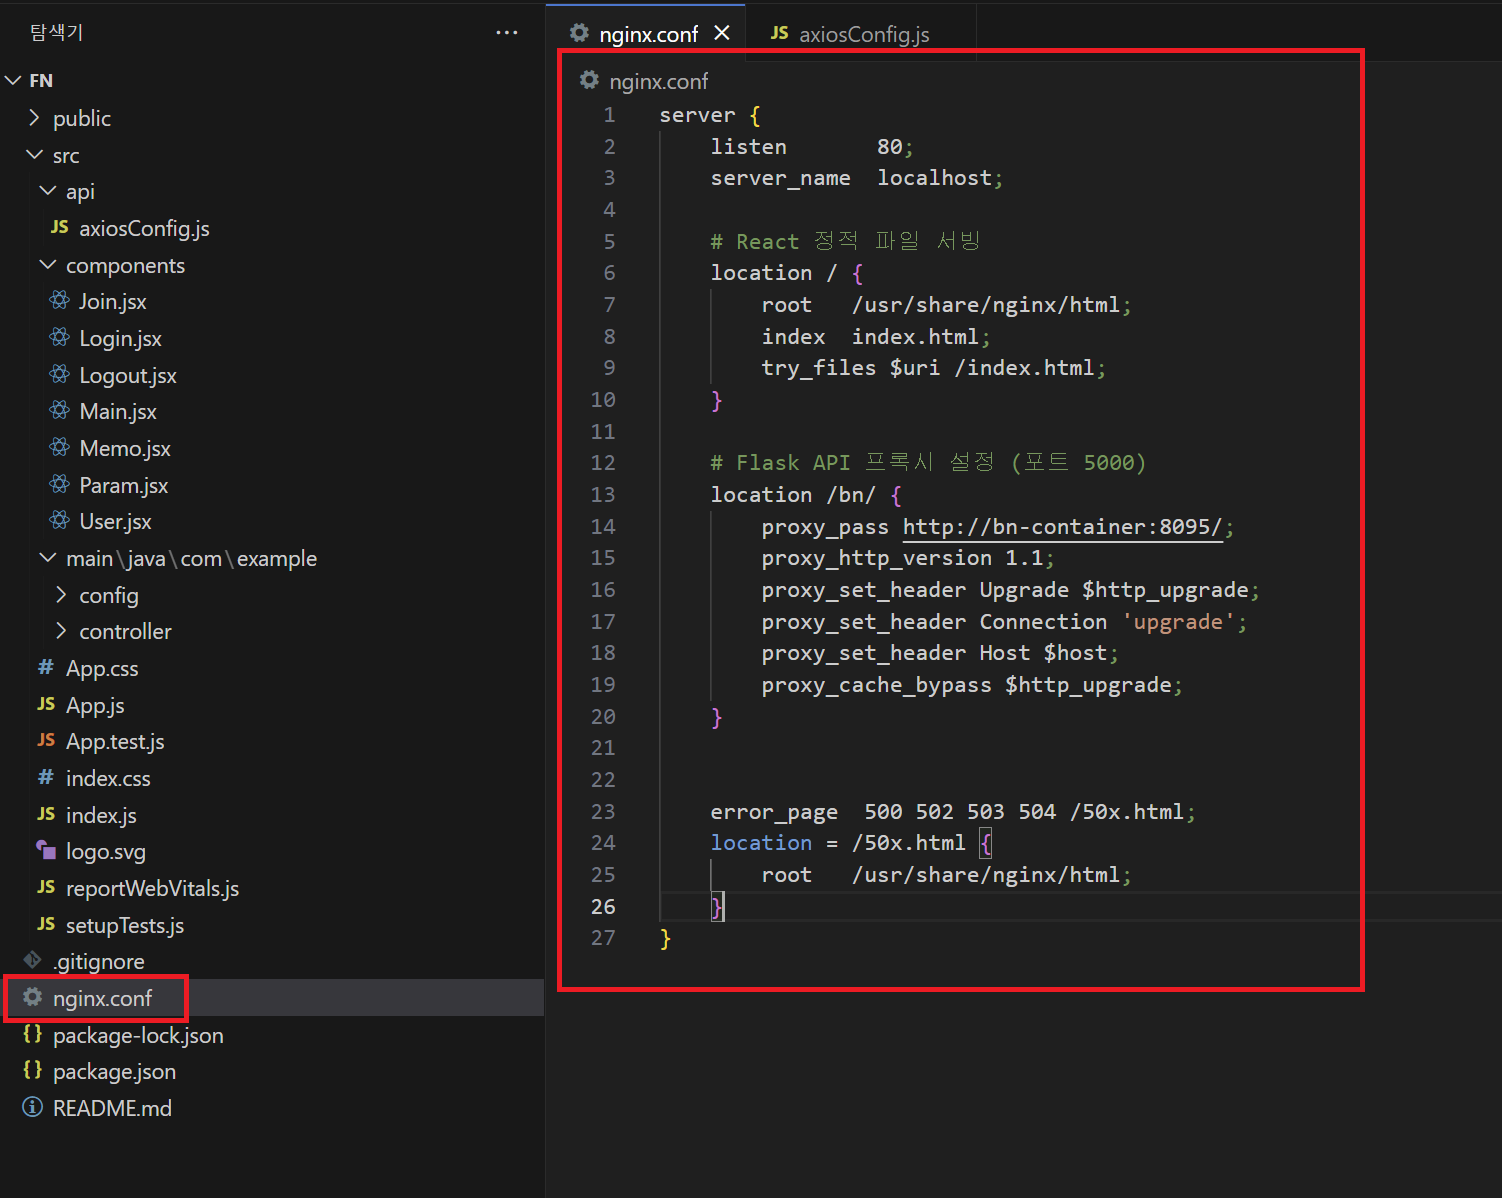 탐색기
FN
public
src
api
JS axiosConfig.js
components
Join.jsx
Login.jsx
Logout.jsx
Main.jsx
Memo.jsx
Param.jsx
User.jsx
main\java\com\example
config
controller
# App.css
JS App.js
JS App.test.js
# index.css
JS index.js
logo.svg
JS reportWebVitals.js
JS setupTests.js
.gitignore
nginx.conf
{} package-lock.json
{} package.json
README.md
nginx.conf
JS axiosConfig.js
nginx.conf
1 server {
2 listen 80;
3 server_name localhost;
4
5 # React 정적 파일 서빙
6 location / {
7 root /usr/share/nginx/html;
8 index index.html;
9 try_files $uri /index.html;
10 }
11
12 # Flask API 프록시 설정 (포트 5000)
13 location /bn/ {
14 proxy_pass http://bn-container:8095/;
15 proxy_http_version 1.1;
16 proxy_set_header Upgrade $http_upgrade;
17 proxy_set_header Connection 'upgrade';
18 proxy_set_header Host $host;
19 proxy_cache_bypass $http_upgrade;
20 }
21
22
23 error_page 500 502 503 504 /50x.html;
24 location = /50x.html {
25 root /usr/share/nginx/html;
26 }
27 }